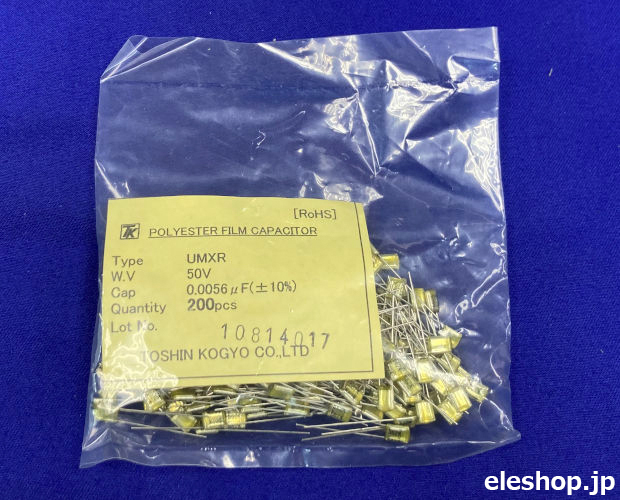 [RoHS]
TK POLYESTER FILM CAPACITOR
Type UMXR
W.V 50V
Cap 0.0056μF(±10%)
Quantity 200pcs
Lot No. 10814017
TOSHIN KOGYO CO.,LTD
eleshop.jp